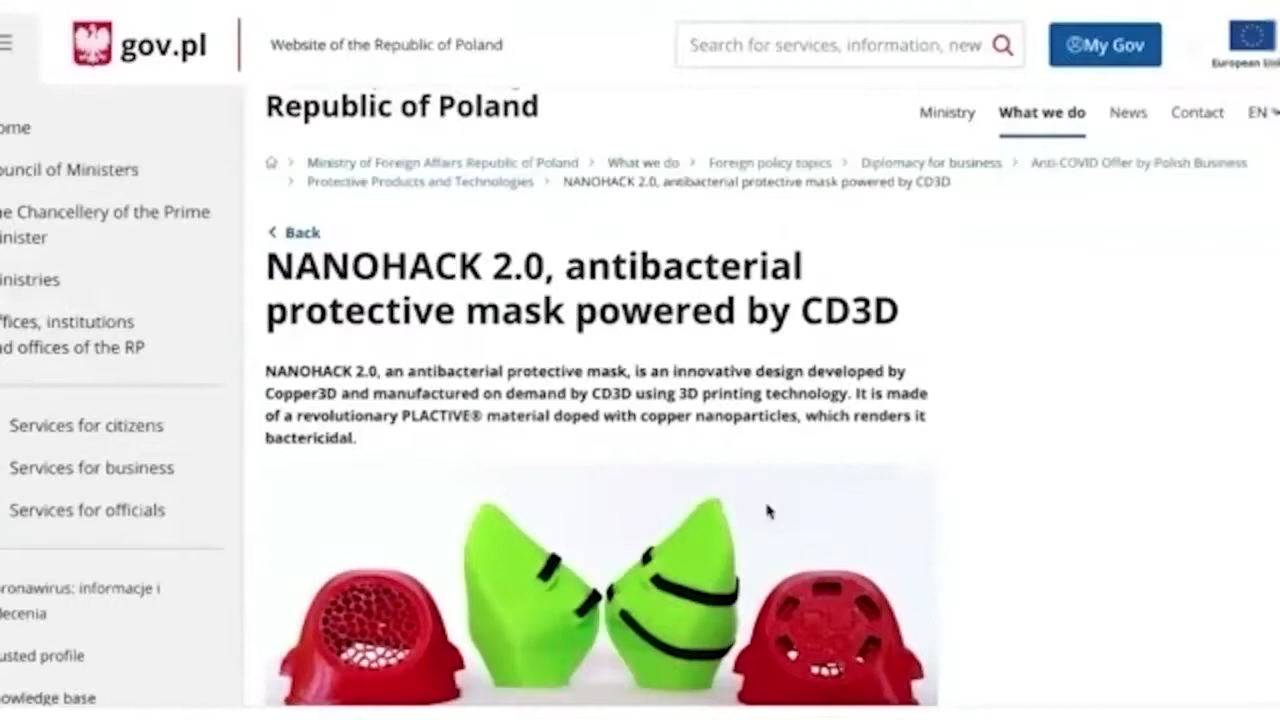 gov.pl
Website of the Republic of Poland
Search for services, information, new
My Gov
European Uni
Republic of Poland
Ministry
What we do
News
Contact
EN
ome
ouncil of Ministers
e Chancellery of the Prime
inister
inistries
ffices, institutions
d offices of the RP
Services for citizens
Services for business
Services for officials
oronawirus: informacje i
lecenia
usted profile
nowledge base
Ministry of Foreign Affairs Republic of Poland > What we do > Foreign policy topics > Diplomacy for business > Anti-COVID Offer by Polish Business
> Protective Products and Technologies > NANOHACK 2.0, antibacterial protective mask powered by CD3D
< Back
NANOHACK 2.0, antibacterial
protective mask powered by CD3D
NANOHACK 2.0, an antibacterial protective mask, is an innovative design developed by
Copper3D and manufactured on demand by CD3D using 3D printing technology. It is made
of a revolutionary PLACTIVE® material doped with copper nanoparticles, which renders it
bactericidal.